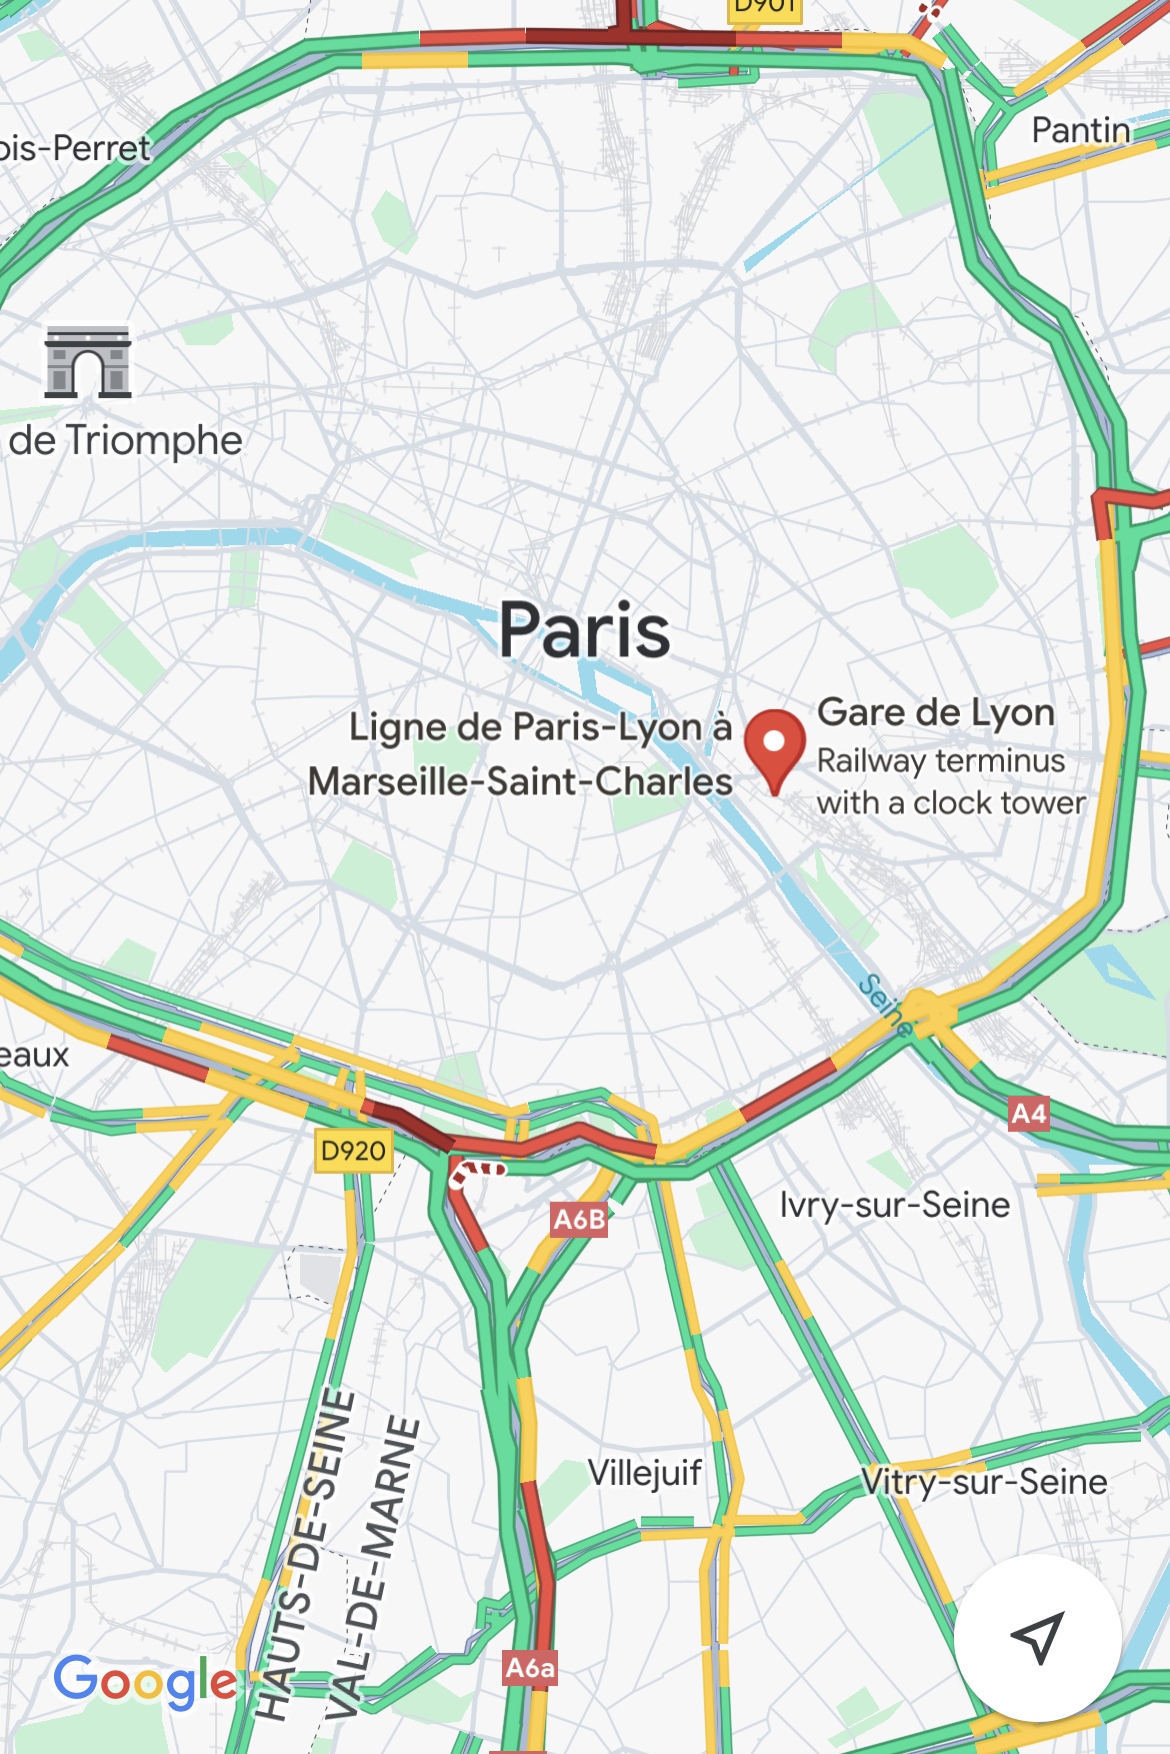 D901
Pantin
ois-Perret
de Triomphe
Paris
Ligne de Paris-Lyon à
Marseille-Saint-Charles
Gare de Lyon
Railway terminus
with a clock tower
Seine
eaux
A4
D920
Ivry-sur-Seine
A6B
HAUTS-DE-SEINE
VAL-DE-MARNE
Villejuif
Vitry-sur-Seine
A6a
Google